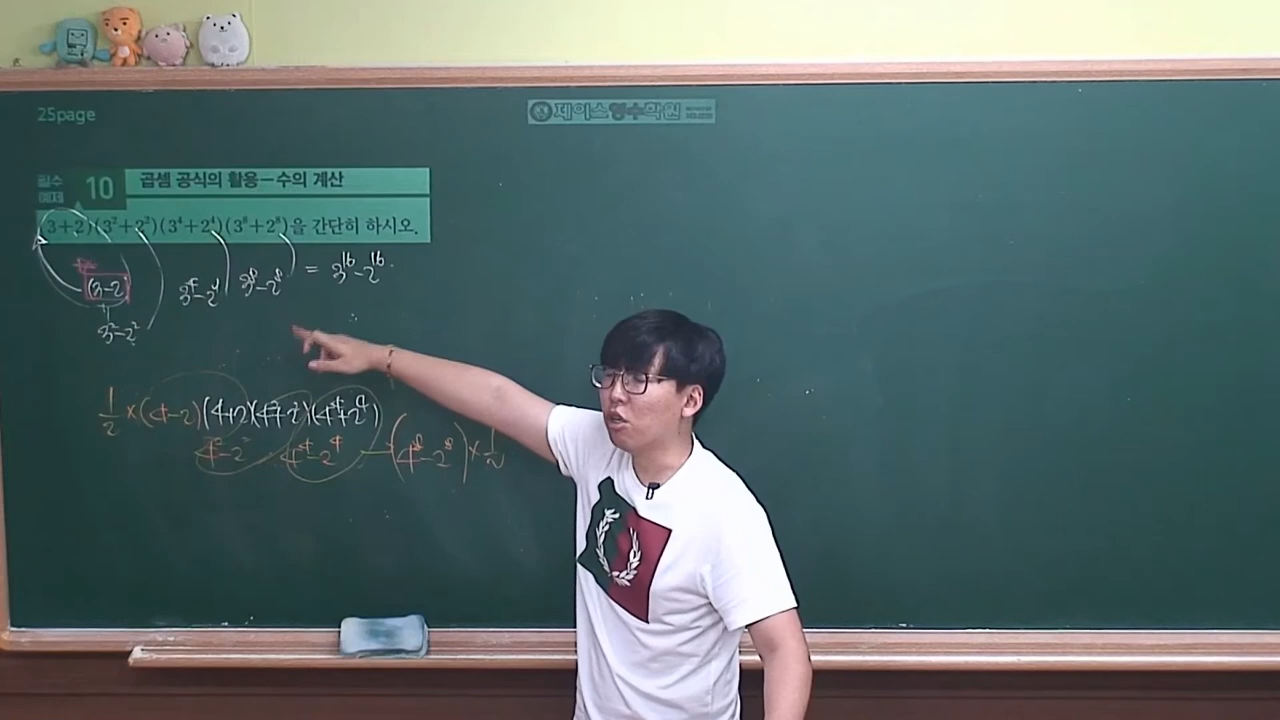 25page
제이스영수학원
필수 예제 10 곱셈 공식의 활용-수의 계산
(3+2)(3²+2²)(3⁴+2⁴)(3⁸+2⁸)을 간단히 하시오.
(3-2) 3⁴-2⁴ 3⁸-2⁸ = 3¹⁶-2¹⁶.
3²-2²
1/2 ×(4-2)(4+2)(4²+2²)(4⁴+2⁴)
4²-2² 4⁴-2⁴ (4⁸-2⁸)×1/2